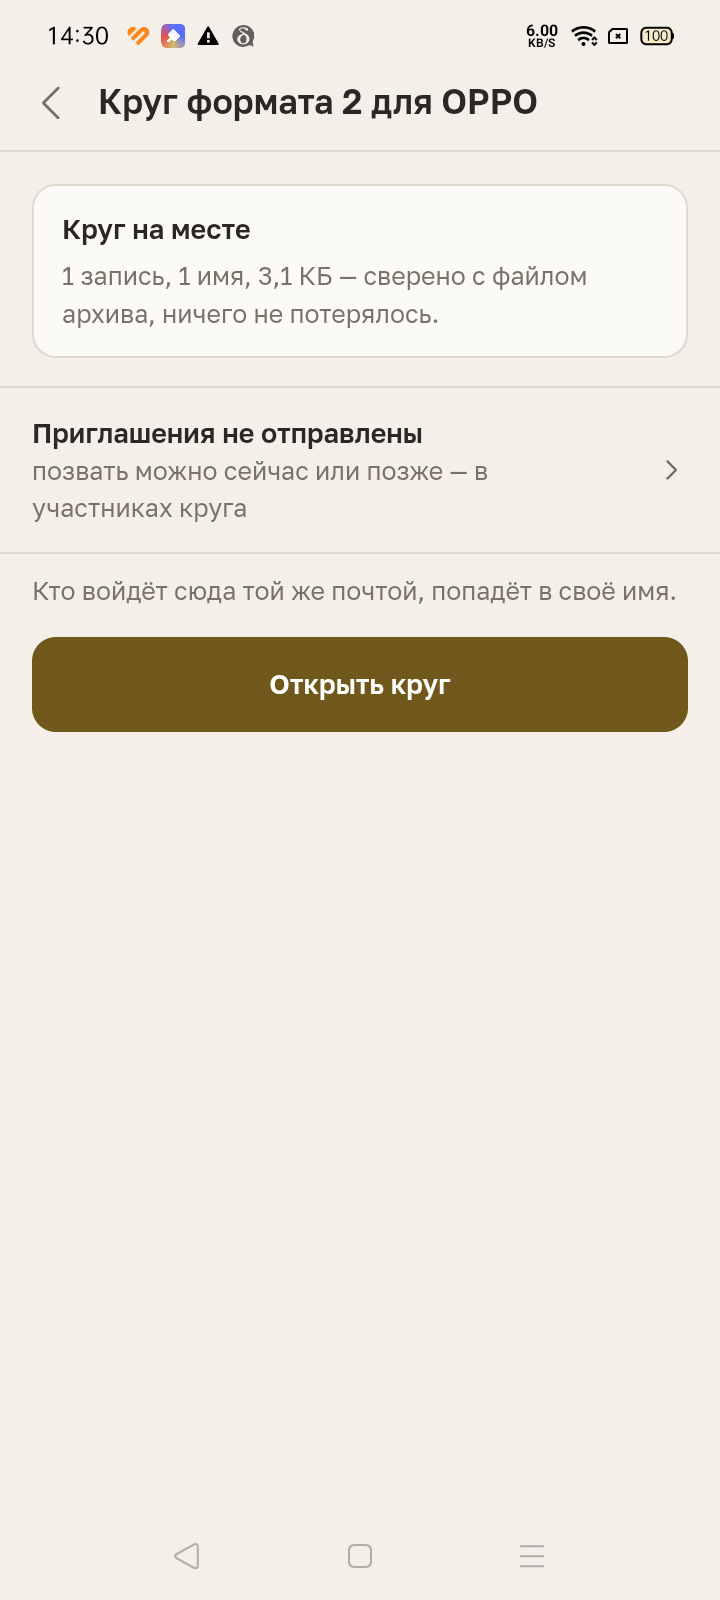 14:30
6.00
KB/S
100
Круг формата 2 для OPPO
Круг на месте
1 запись, 1 имя, 3,1 КБ — сверено с файлом
архива, ничего не потерялось.
Приглашения не отправлены
позвать можно сейчас или позже — в
участниках круга
Кто войдёт сюда той же почтой, попадёт в своё имя.
Открыть круг